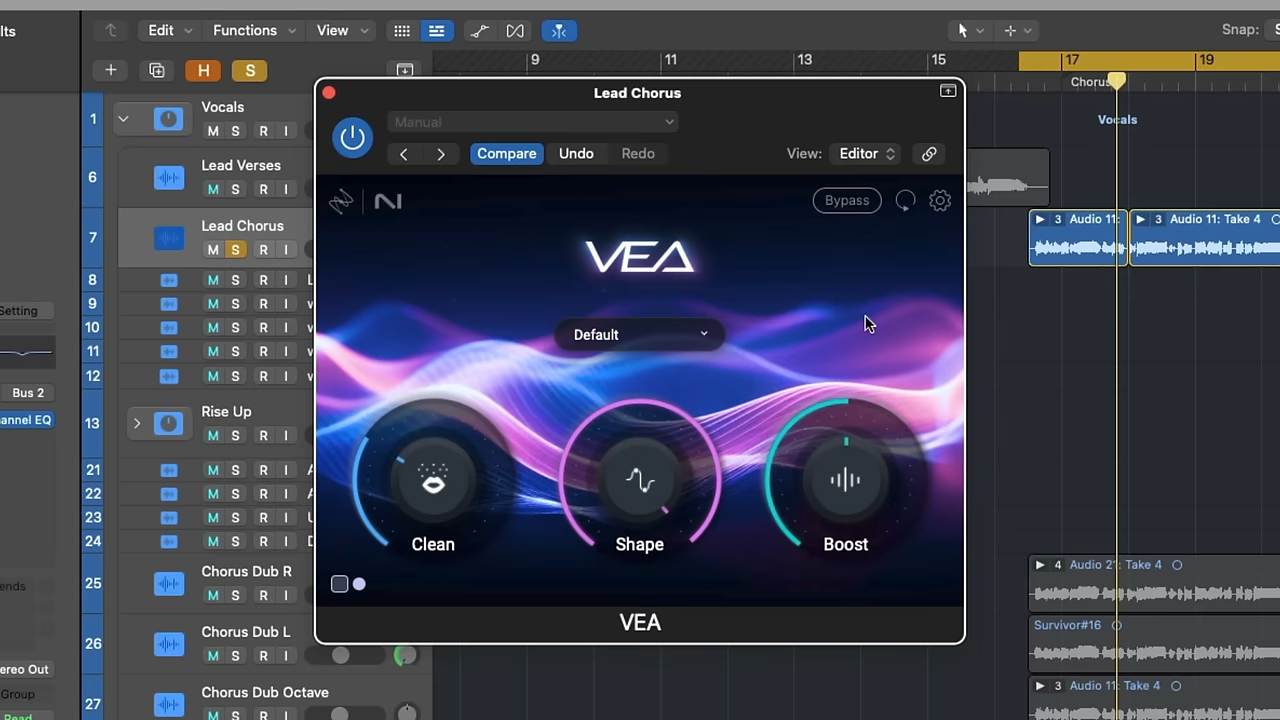 lts
Edit
Functions
View
Snap:
H
S
9
11
13
15
17
19
Chorus
1
Vocals
M S R I
Vocals
6
Lead Verses
M S R I
7
Lead Chorus
M S R I
3 Audio 11:
3 Audio 11: Take 4
8
M S R I
9
M S R I
10
M S R I
11
M S R I
12
M S R I
13
Rise Up
M S R I
21
M S R I
22
M S R I
23
M S R I
24
M S R I
25
Chorus Dub R
M S R I
4 Audio 21: Take 4
26
Chorus Dub L
M S R I
Survivor#16
27
Chorus Dub Octave
M S R I
3 Audio 11: Take 4
Setting
Bus 2
annel EQ
ends
ereo Out
Group
Read
Lead Chorus
Manual
Compare
Undo
Redo
View:
Editor
Bypass
VEA
Default
Clean
Shape
Boost
VEA